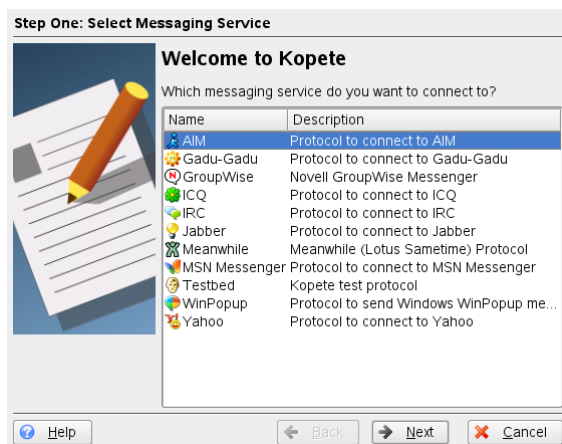 Step One: Select Messaging Service
Welcome to Kopete
Which messaging service do you want to connect to?
Name Description
AIM Protocol to connect to AIM
Gadu-Gadu Protocol to connect to Gadu-Gadu
GroupWise Novell GroupWise Messenger
ICQ Protocol to connect to ICQ
IRC Protocol to connect to IRC
Jabber Protocol to connect to Jabber
Meanwhile Meanwhile (Lotus Sametime) Protocol
MSN Messenger Protocol to connect to MSN Messenger
Testbed Kopete test protocol
WinPopup Protocol to send Windows WinPopup me...
Yahoo Protocol to connect to Yahoo
Help Back Next Cancel